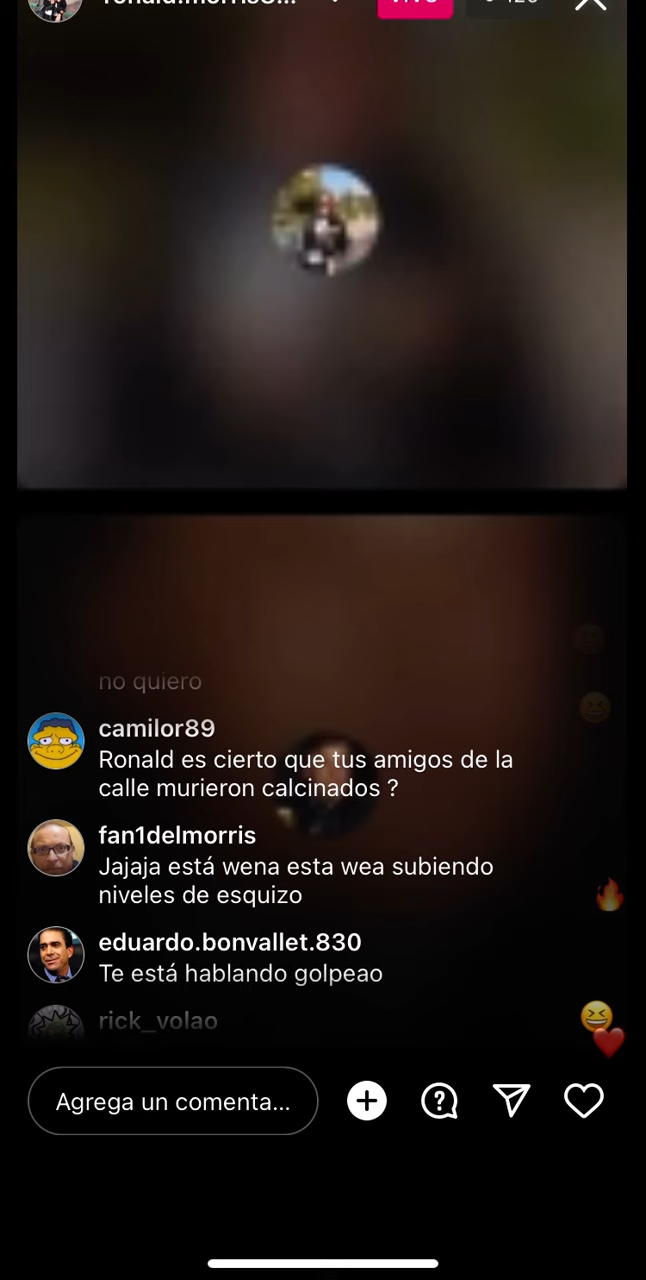 no quiero
camilor89
Ronald es cierto que tus amigos de la
calle murieron calcinados ?
fan1delmorris
Jajaja está wena esta wea subiendo
niveles de esquizo
eduardo.bonvallet.830
Te está hablando golpeao
rick_volao
Agrega un comenta...